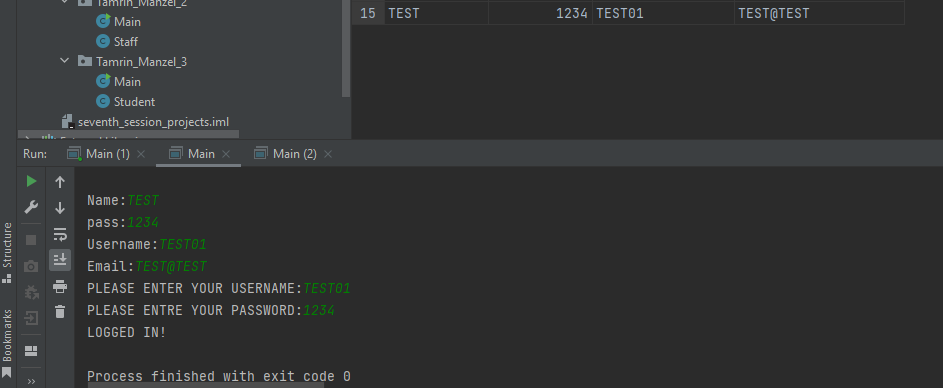 Tamrin_Manzel_2
Main
Staff
Tamrin_Manzel_3
Main
Student
seventh_session_projects.iml
15 TEST 1234 TEST01 TEST@TEST
Run: Main (1) Main Main (2)
Name:TEST
pass:1234
Username:TEST01
Email:TEST@TEST
PLEASE ENTER YOUR USERNAME:TEST01
PLEASE ENTRE YOUR PASSWORD:1234
LOGGED IN!
Process finished with exit code 0
Structure
Bookmarks